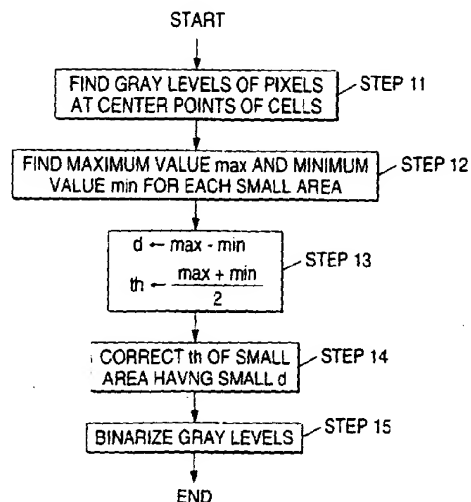 START
FIND GRAY LEVELS OF PIXELS
AT CENTER POINTS OF CELLS
STEP 11
FIND MAXIMUM VALUE max AND MINIMUM
VALUE min FOR EACH SMALL AREA
STEP 12
d ← max - min
th ← max + min
2
STEP 13
CORRECT th OF SMALL
AREA HAVNG SMALL d
STEP 14
BINARIZE GRAY LEVELS
STEP 15
END